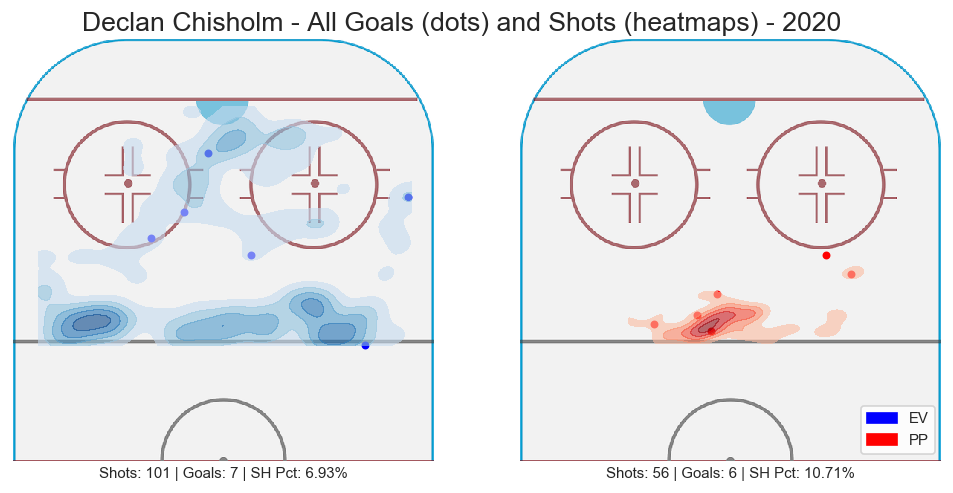 Declan Chisholm - All Goals (dots) and Shots (heatmaps) - 2020
EV
PP
Shots: 101 | Goals: 7 | SH Pct: 6.93%
Shots: 56 | Goals: 6 | SH Pct: 10.71%